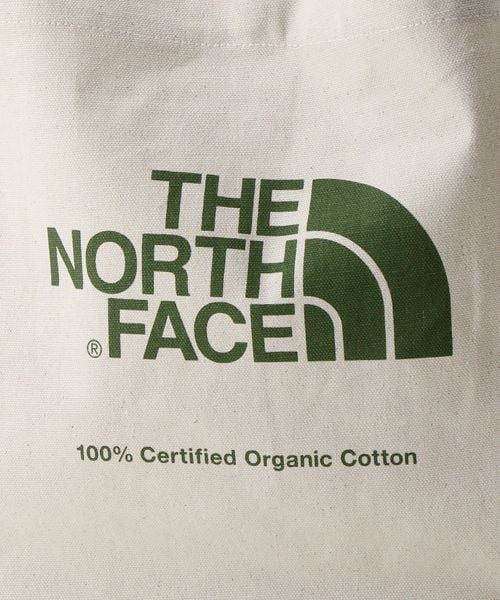 THE
NORTH
® FACE
100% Certified Organic Cotton